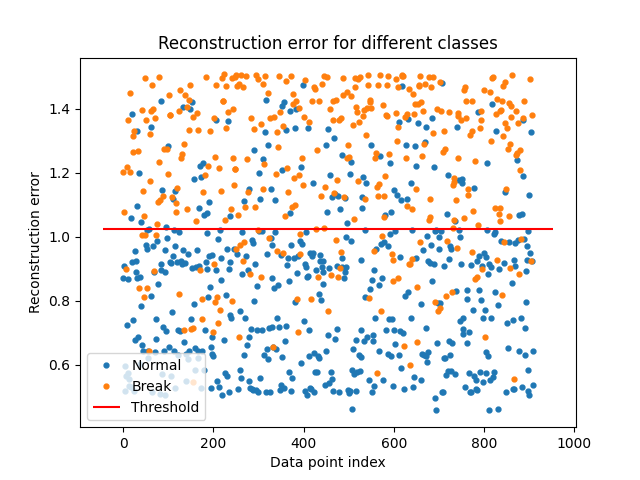 Reconstruction error for different classes
Reconstruction error
1.4
1.2
1.0
0.8
0.6
Normal
Break
Threshold
0
200
400
600
800
1000
Data point index